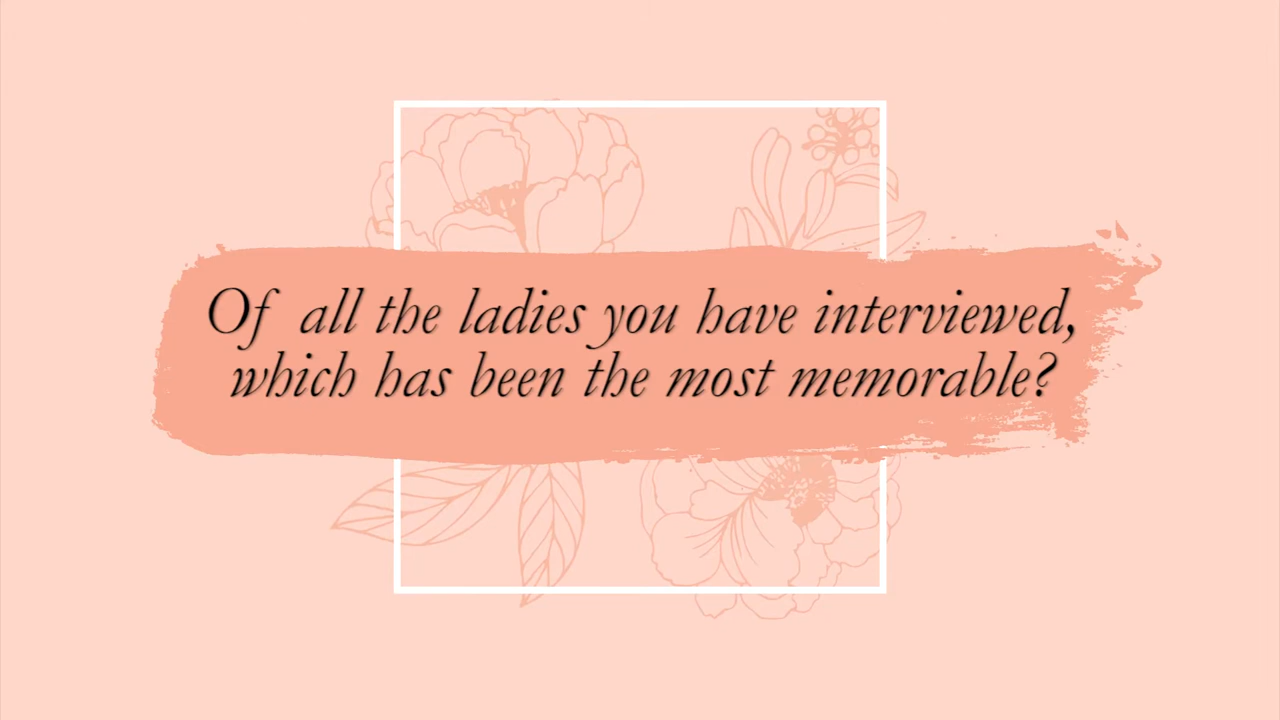 Of all the ladies you have interviewed,
which has been the most memorable?